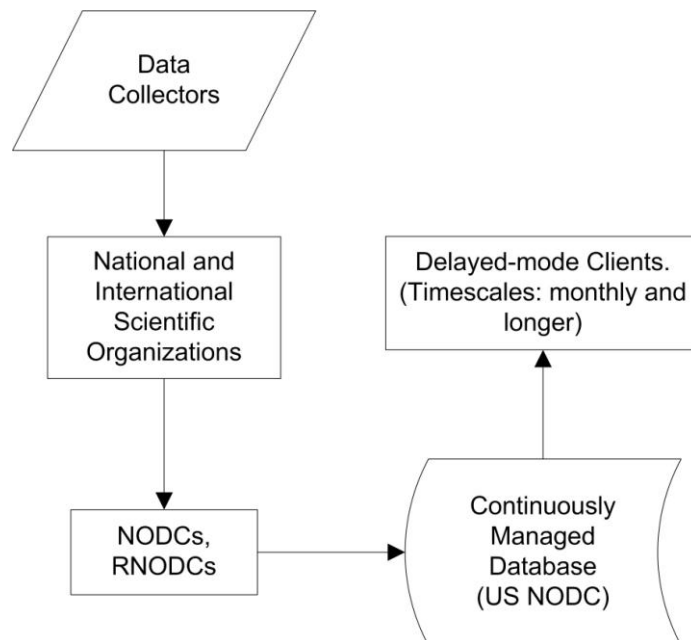 Data
Collectors
National and
International
Scientific
Organizations
Delayed-mode Clients.
(Timescales: monthly and
longer)
NODCs,
RNODCs
Continuously
Managed
Database
(US NODC)